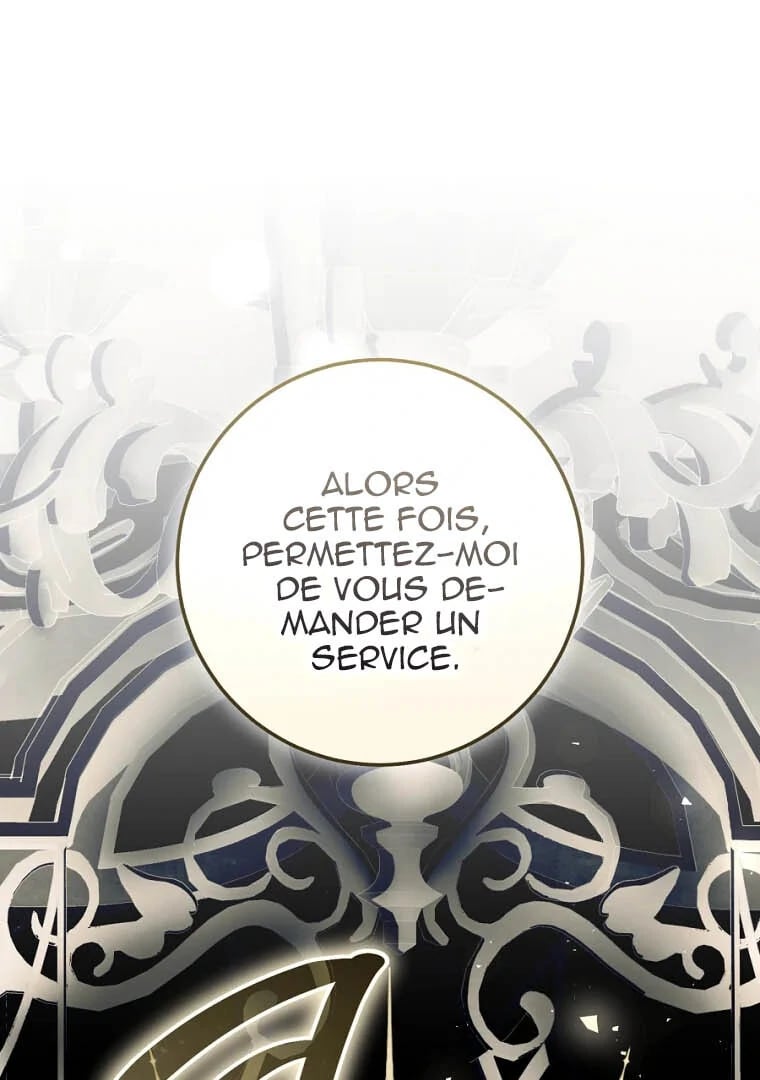 ALORS
CETTE FOIS,
PERMETTEZ-MOI
DE VOUS DE-
MANDER UN
SERVICE.